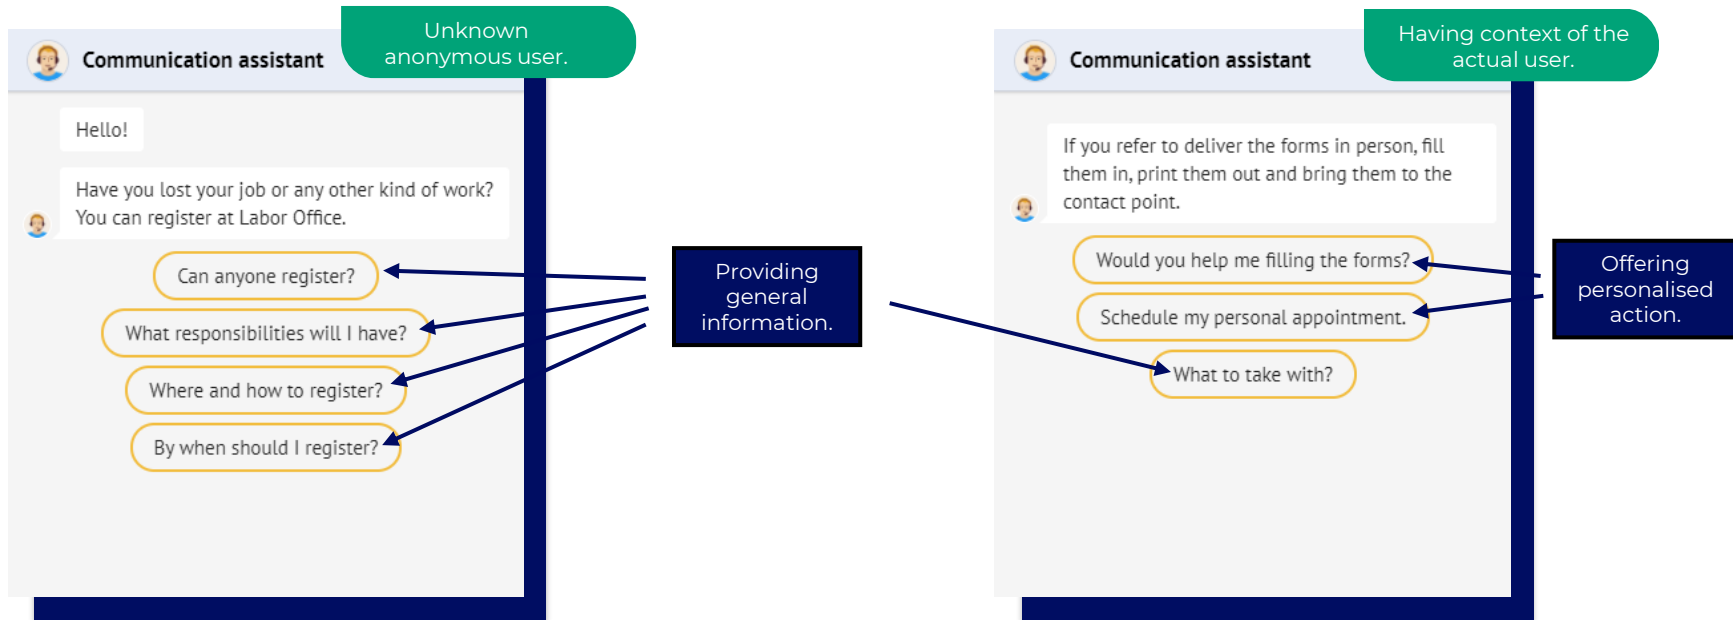 Unknown
anonymous user.
Communication assistant
Hello!
Have you lost your job or any other kind of work?
You can register at Labor Office.
Can anyone register?
What responsibilities will I have?
Where and how to register?
By when should I register?
Providing
general
information.
Having context of the
actual user.
Communication assistant
If you refer to deliver the forms in person, fill
them in, print them out and bring them to the
contact point.
Would you help me filling the forms?
Schedule my personal appointment.
What to take with?
Offering
personalised
action.